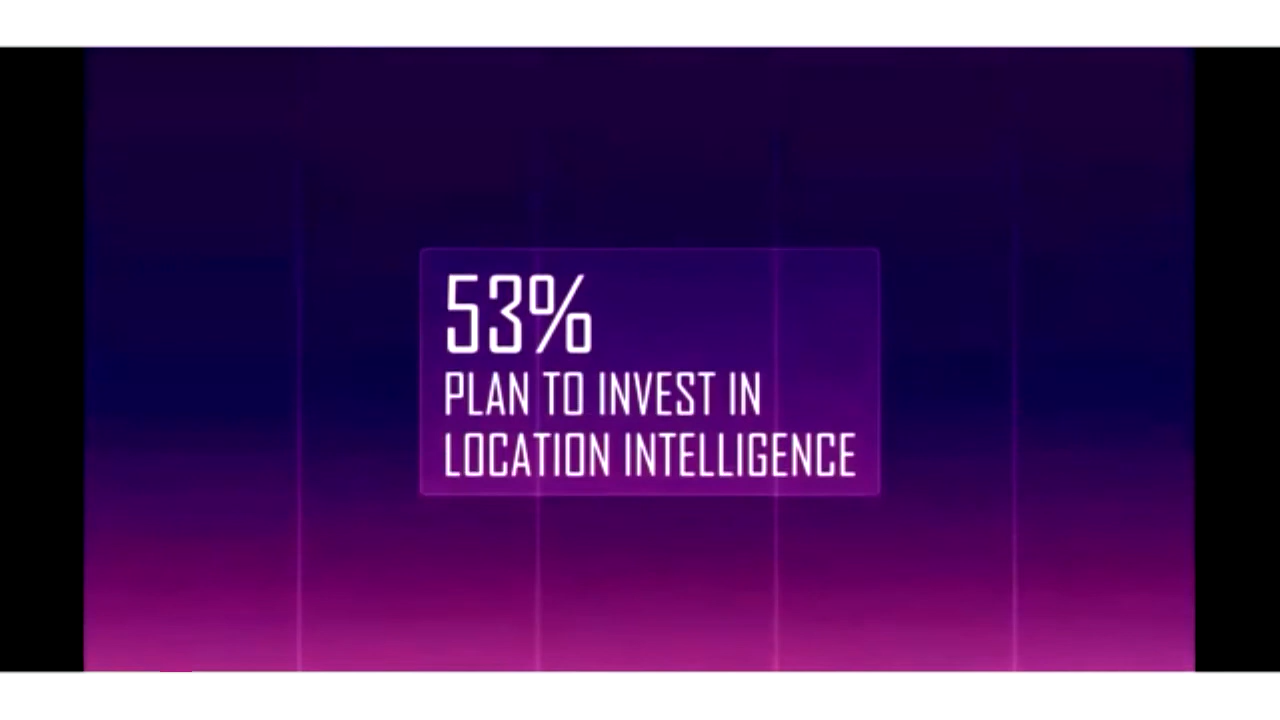 53%
PLAN TO INVEST IN
LOCATION INTELLIGENCE